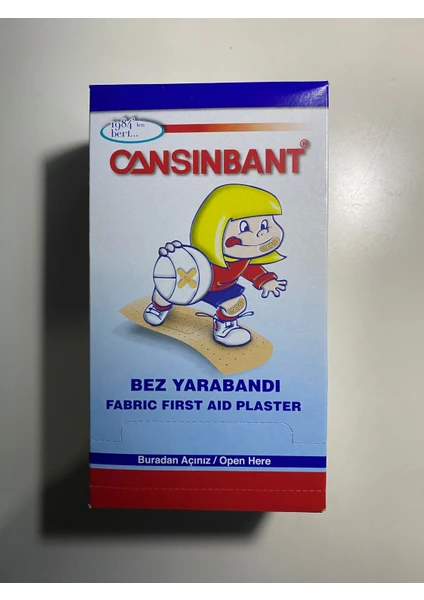 1984'ten
beri...
CANSINBANT®
BEZ YARABANDI
FABRIC FIRST AID PLASTER
Buradan Açınız / Open Here